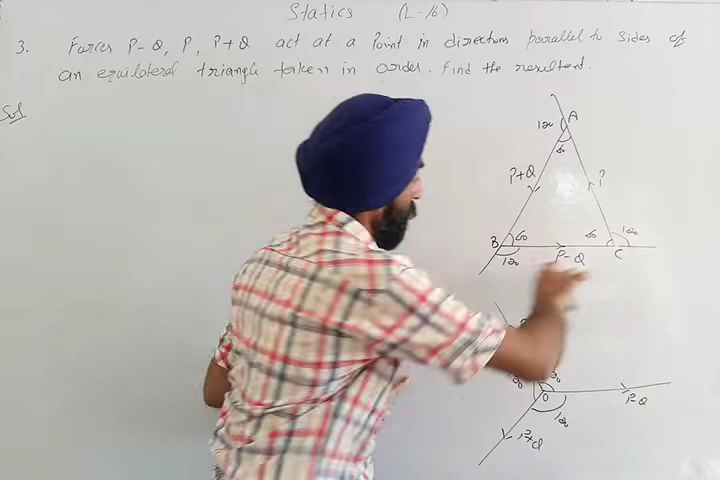 Statics (L-16)
3. Forces P-Q, P, P+Q act at a Point in directions parallel to sides of
an equilateral triangle taken in order. Find the resultant.
Sol
A
120
60
P+Q
P
B
60
60
120
120
P-Q
C
O
P-Q
120
P+Q